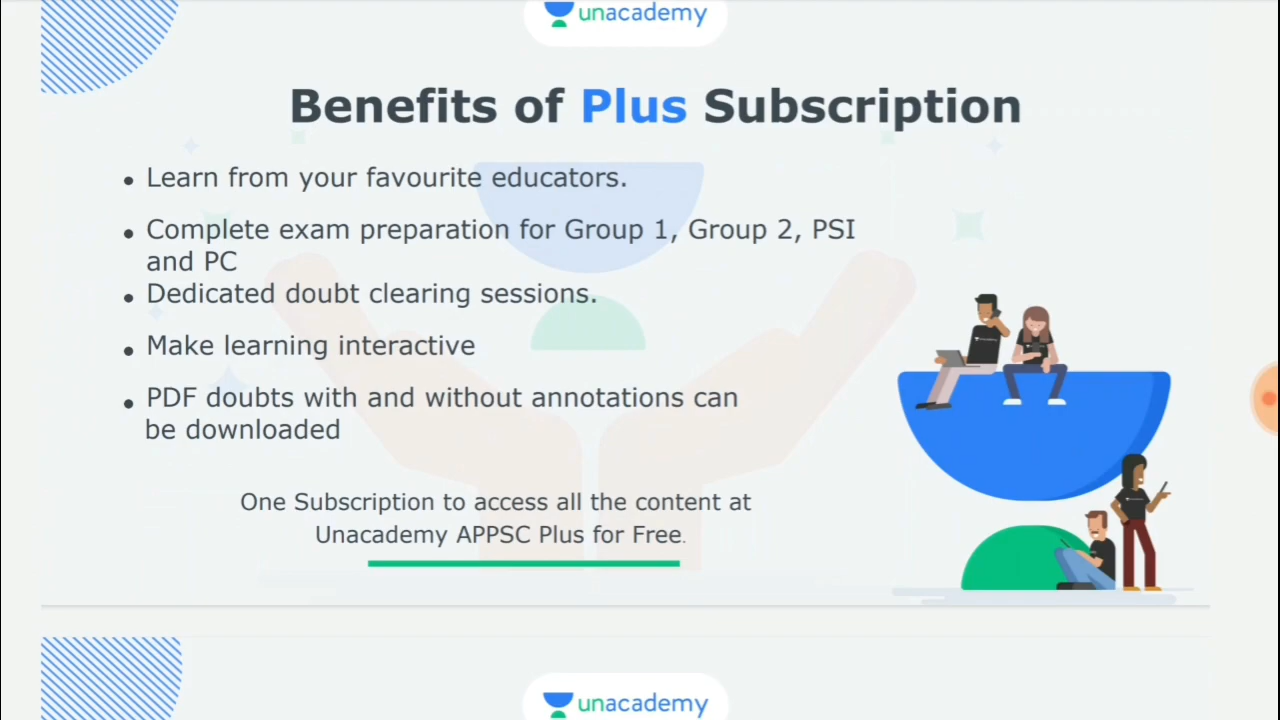 unacademy
Benefits of Plus Subscription
• Learn from your favourite educators.
• Complete exam preparation for Group 1, Group 2, PSI
and PC
• Dedicated doubt clearing sessions.
• Make learning interactive
• PDF doubts with and without annotations can
be downloaded
One Subscription to access all the content at
Unacademy APPSC Plus for Free.
unacademy